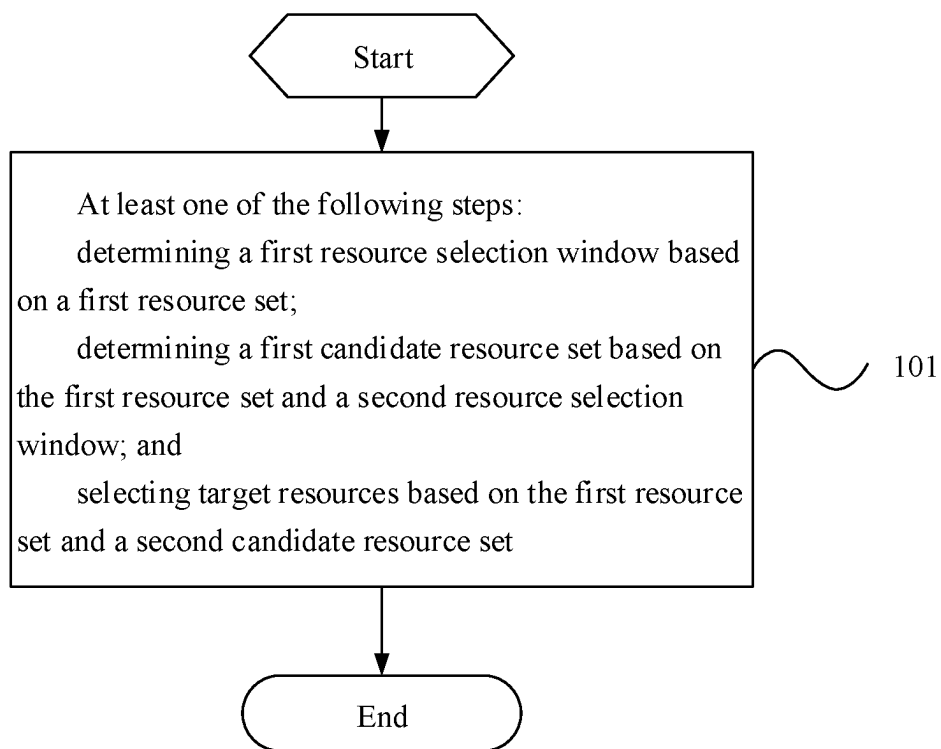 Start
At least one of the following steps:
determining a first resource selection window based
on a first resource set;
determining a first candidate resource set based on
the first resource set and a second resource selection
window; and
selecting target resources based on the first resource
set and a second candidate resource set
101
End